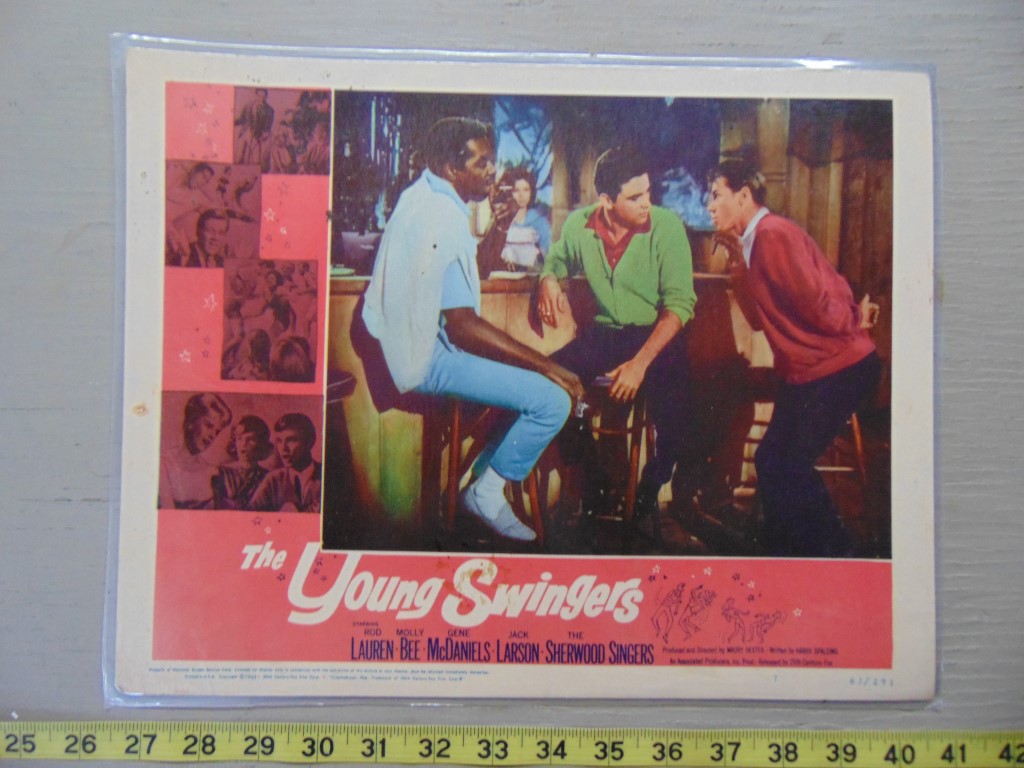 The Young Swingers
STARRING
ROD LAUREN · MOLLY BEE · GENE McDANIELS · JACK LARSON · THE SHERWOOD SINGERS
Produced and Directed by MAURY DEXTER · Written by HARRY SPALDING
An Associated Producers, Inc. Prod. · Released by 20th Century-Fox
7
63/291
25 26 27 28 29 30 31 32 33 34 35 36 37 38 39 40 41 42